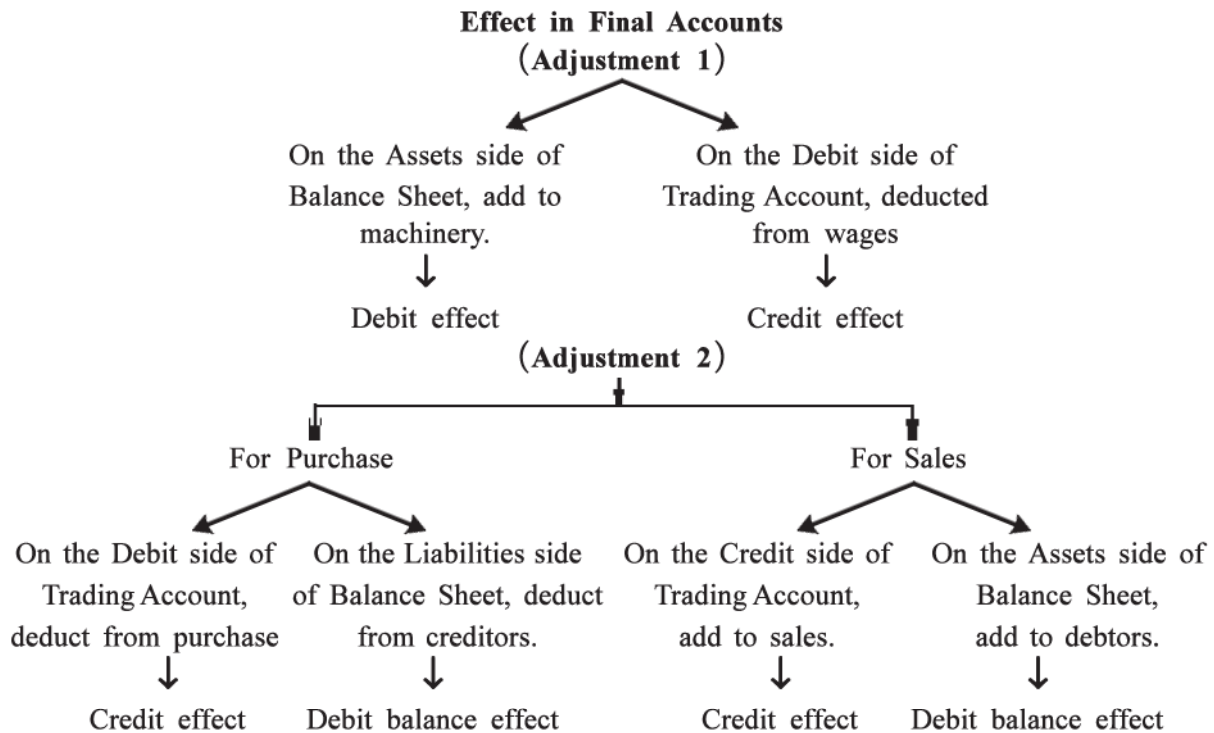 Effect in Final Accounts
(Adjustment 1)
On the Assets side of
Balance Sheet, add to
machinery.
Debit effect
On the Debit side of
Trading Account, deducted
from wages
Credit effect
(Adjustment 2)
For Purchase
On the Debit side of
Trading Account,
deduct from purchase
Credit effect
On the Liabilities side
of Balance Sheet, deduct
from creditors.
Debit balance effect
For Sales
On the Credit side of
Trading Account,
add to sales.
Credit effect
On the Assets side of
Balance Sheet,
add to debtors.
Debit balance effect